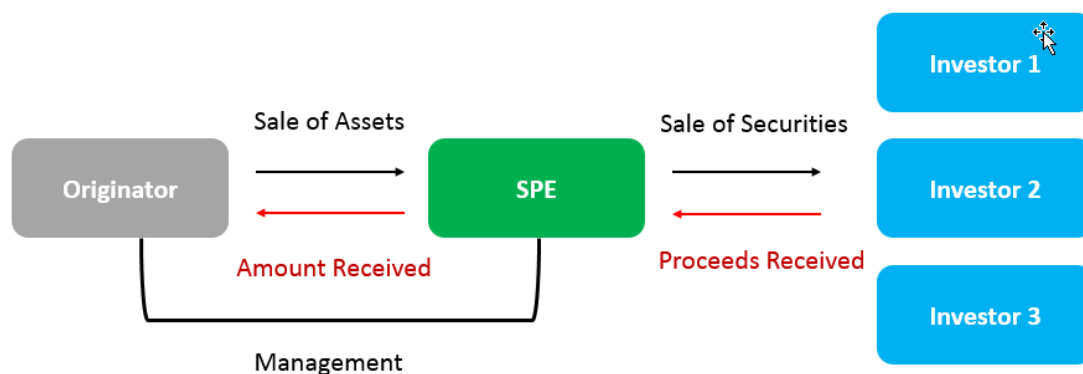 Investor 1
Sale of Assets
Sale of Securities
Originator
SPE
Investor 2
Amount Received
Proceeds Received
Investor 3
Management